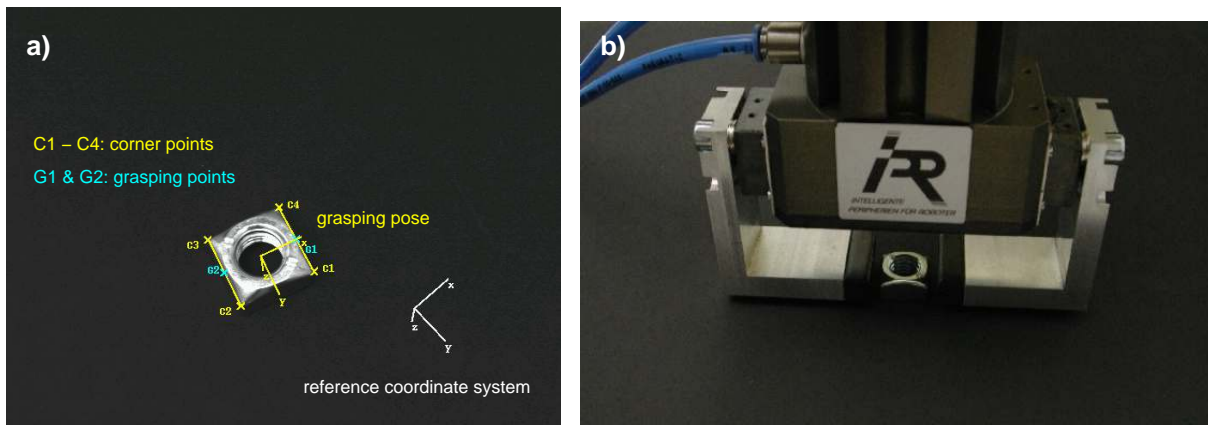 a)
C1 – C4: corner points
G1 & G2: grasping points
C4
grasping pose
C3
x
G1
G2
z
C1
Y
C2
x
z
Y
reference coordinate system
b)
iPR
INTELLIGENTE
PERIPHERIEN FÜR ROBOTER